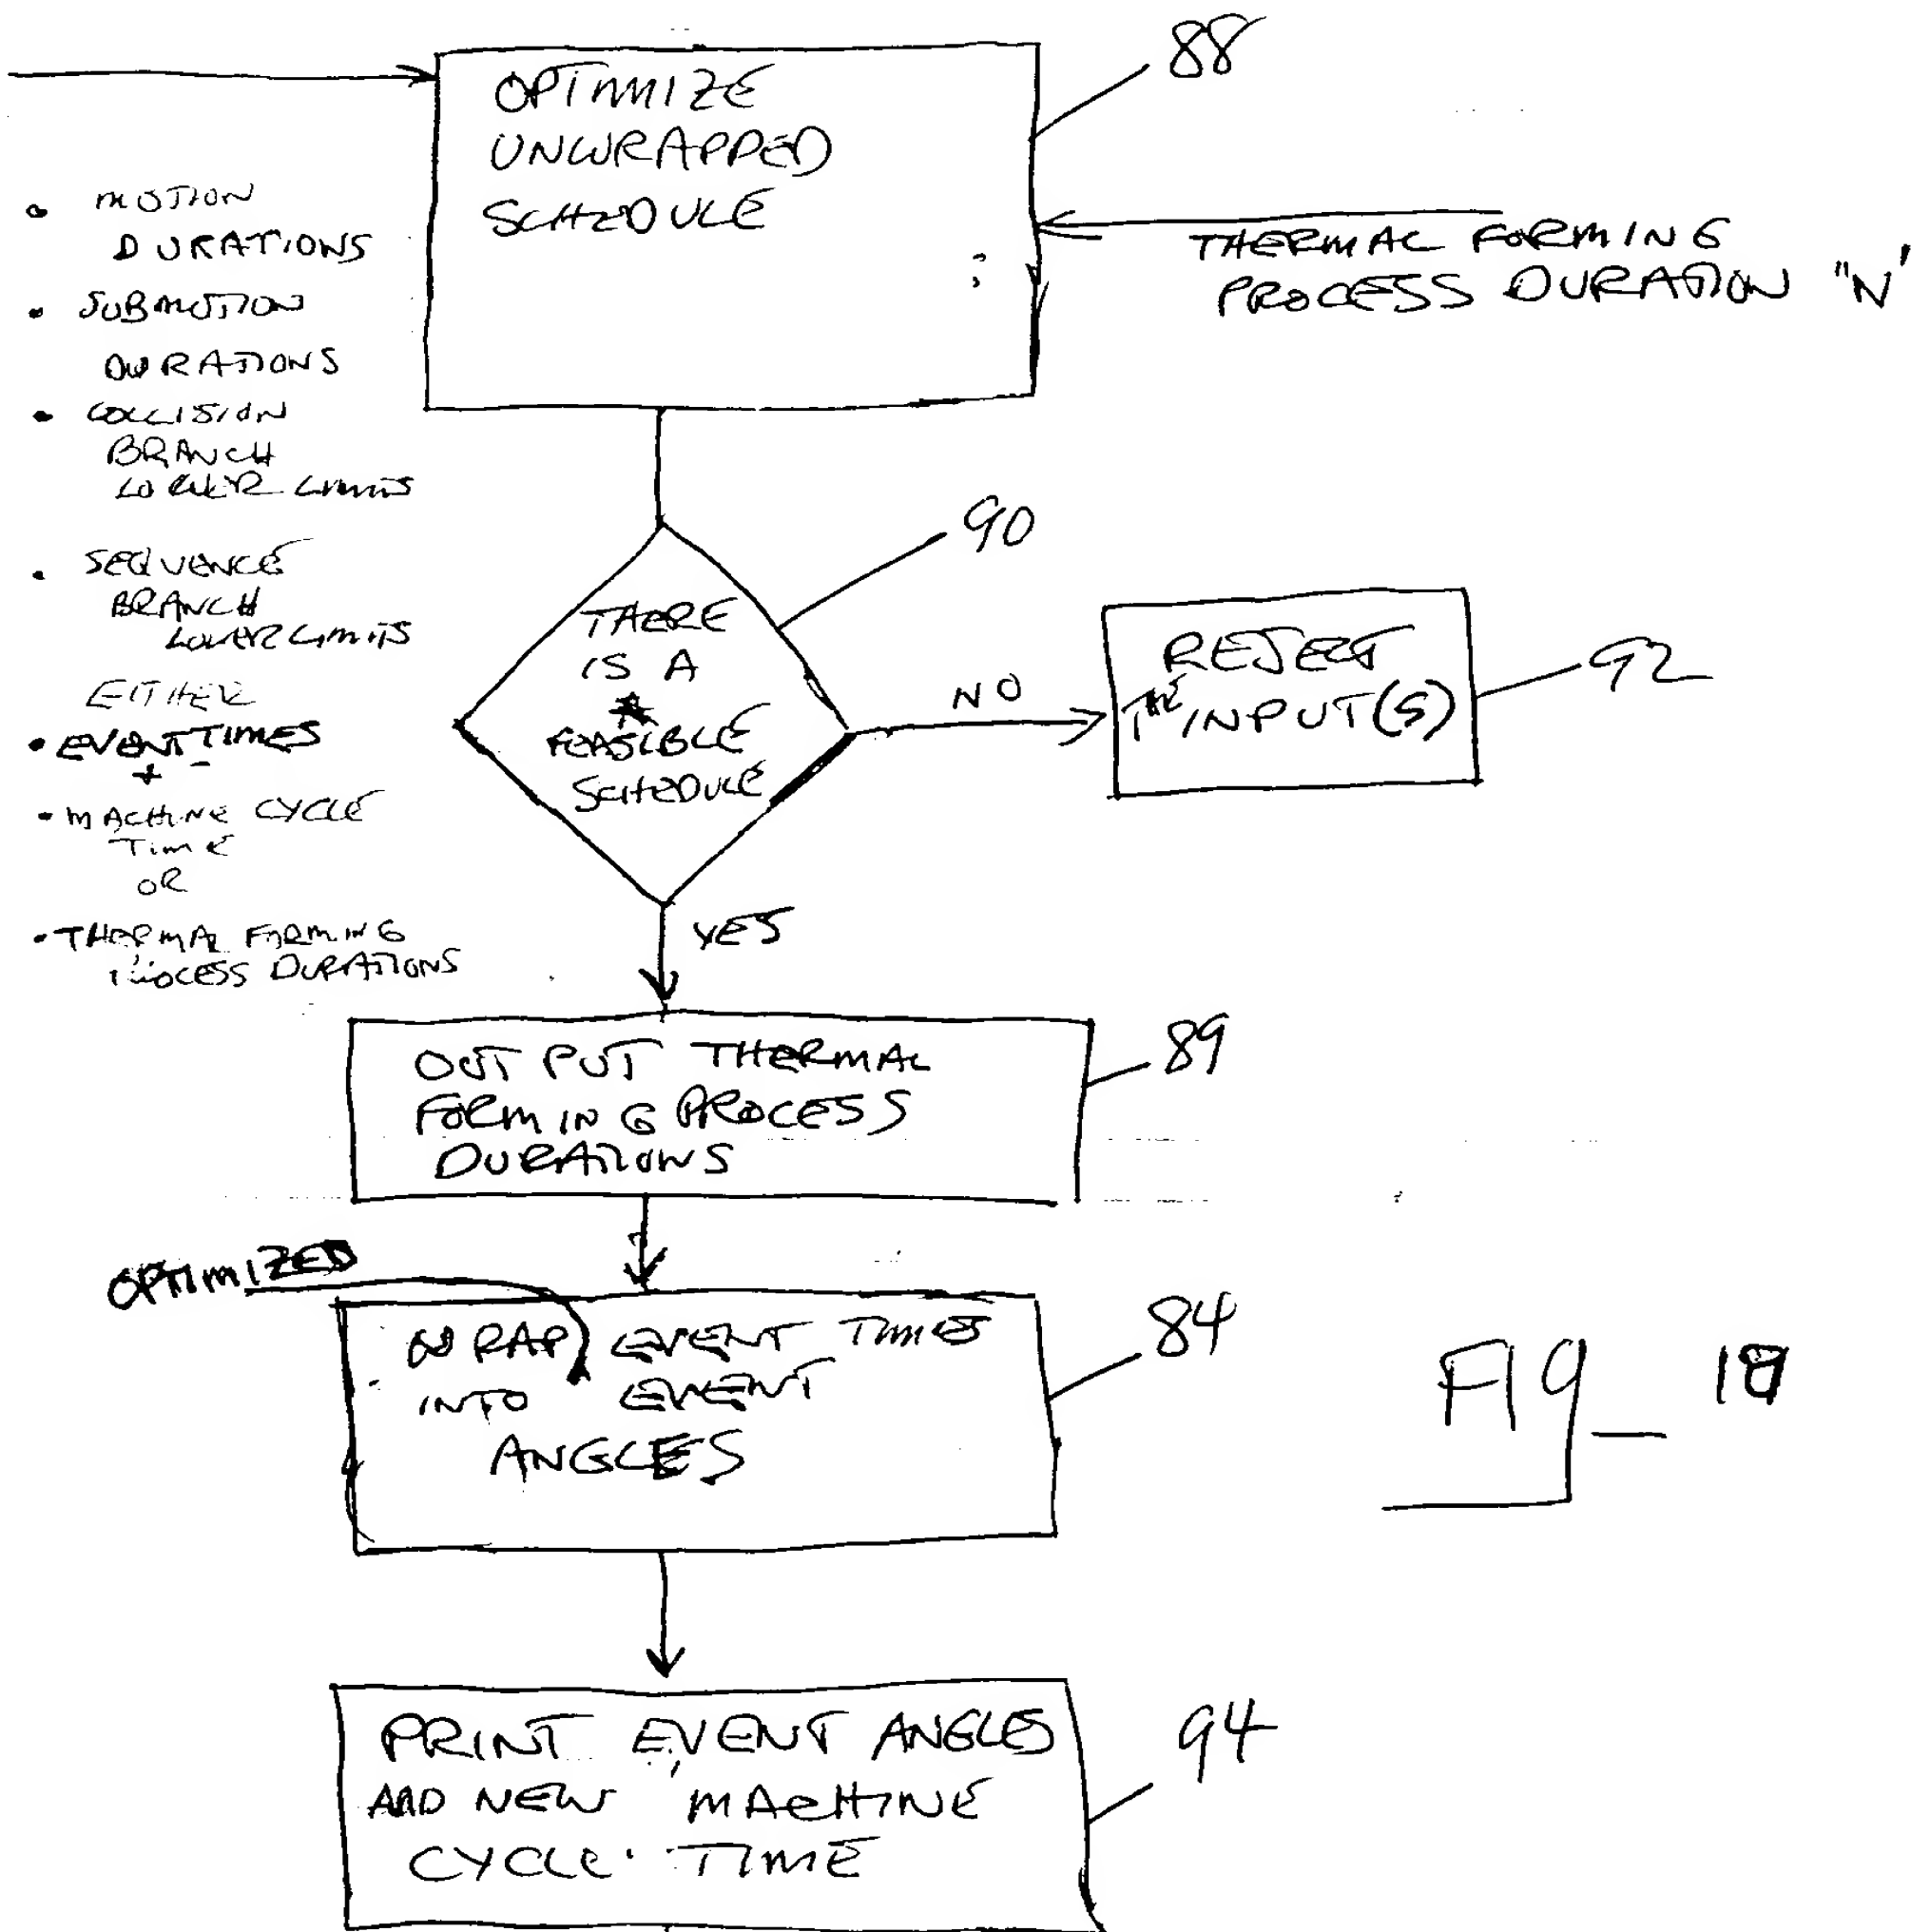 OPTIMIZE
UNWRAPPED
SCHEDULE
88
• MOTION
DURATIONS
• SUBMOTION
DURATIONS
• COLLISION
BRANCH
LOWER LIMITS
• SEQUENCE
BRANCH
LOWER LIMITS
EITHER
• EVENT TIMES
+
• MACHINE CYCLE
TIME
OR
• THERMAL FORMING
PROCESS DURATIONS
THERMAL FORMING
PROCESS DURATION "N'
90
THERE
IS A
FEASIBLE
SCHEDULE
NO
REJECT
THE INPUT(S)
92
YES
OUTPUT THERMAL
FORMING PROCESS
DURATIONS
89
OPTIMIZED
WRAP EVENT TIMES
INTO EVENT
ANGLES
84
FIG
PRINT EVENT ANGLES
AND NEW MACHINE
CYCLE TIME
94